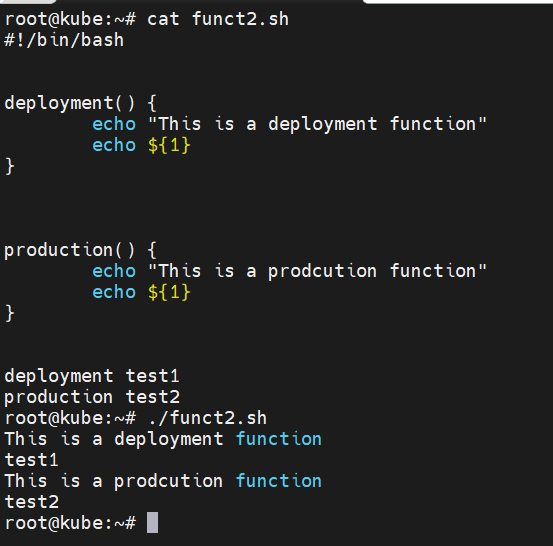 root@kube:~# cat funct2.sh
#!/bin/bash
deployment() {
        echo "This is a deployment function"
        echo ${1}
}
production() {
        echo "This is a prodcution function"
        echo ${1}
}
deployment test1
production test2
root@kube:~# ./funct2.sh
This is a deployment function
test1
This is a prodcution function
test2
root@kube:~#